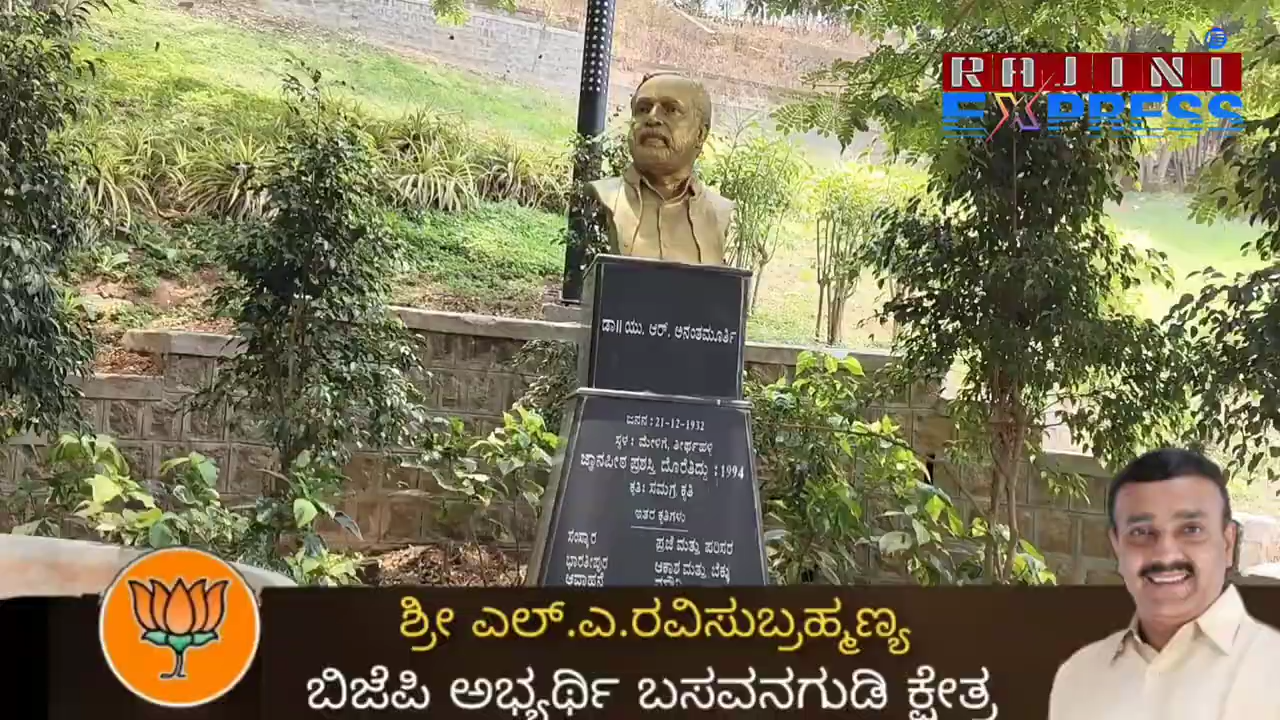 RAJINI
EXPRESS
ಡಾ|| ಯು. ಆರ್. ಅನಂತಮೂರ್ತಿ
ಜನನ : 21-12-1932
ಸ್ಥಳ : ಮೇಳಿಗೆ, ತೀರ್ಥಹಳ್ಳಿ
ಜ್ಞಾನಪೀಠ ಪ್ರಶಸ್ತಿ ದೊರೆತಿದ್ದು : 1994
ಕೃತಿ: ಸಮಗ್ರ ಕೃತಿ
ಇತರ ಕೃತಿಗಳು
ಸಂಸ್ಕಾರ ಪ್ರಜ್ಞೆ ಮತ್ತು ಪರಿಸರ
ಭಾರತೀಪುರ ಆಕಾಶ ಮತ್ತು ಬೆಕ್ಕು
ಆವಾಹನೆ
ಶ್ರೀ ಎಲ್.ಎ.ರವಿಸುಬ್ರಹ್ಮಣ್ಯ
ಬಿಜೆಪಿ ಅಭ್ಯರ್ಥಿ ಬಸವನಗುಡಿ ಕ್ಷೇತ್ರ